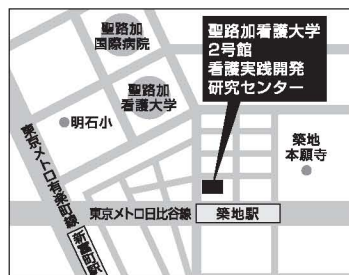 聖路加
国際病院
聖路加
看護大学
明石小
聖路加看護大学
2号館
看護実践開発
研究センター
築地
本願寺
東京メトロ有楽町線
新富町駅
東京メトロ日比谷線
築地駅